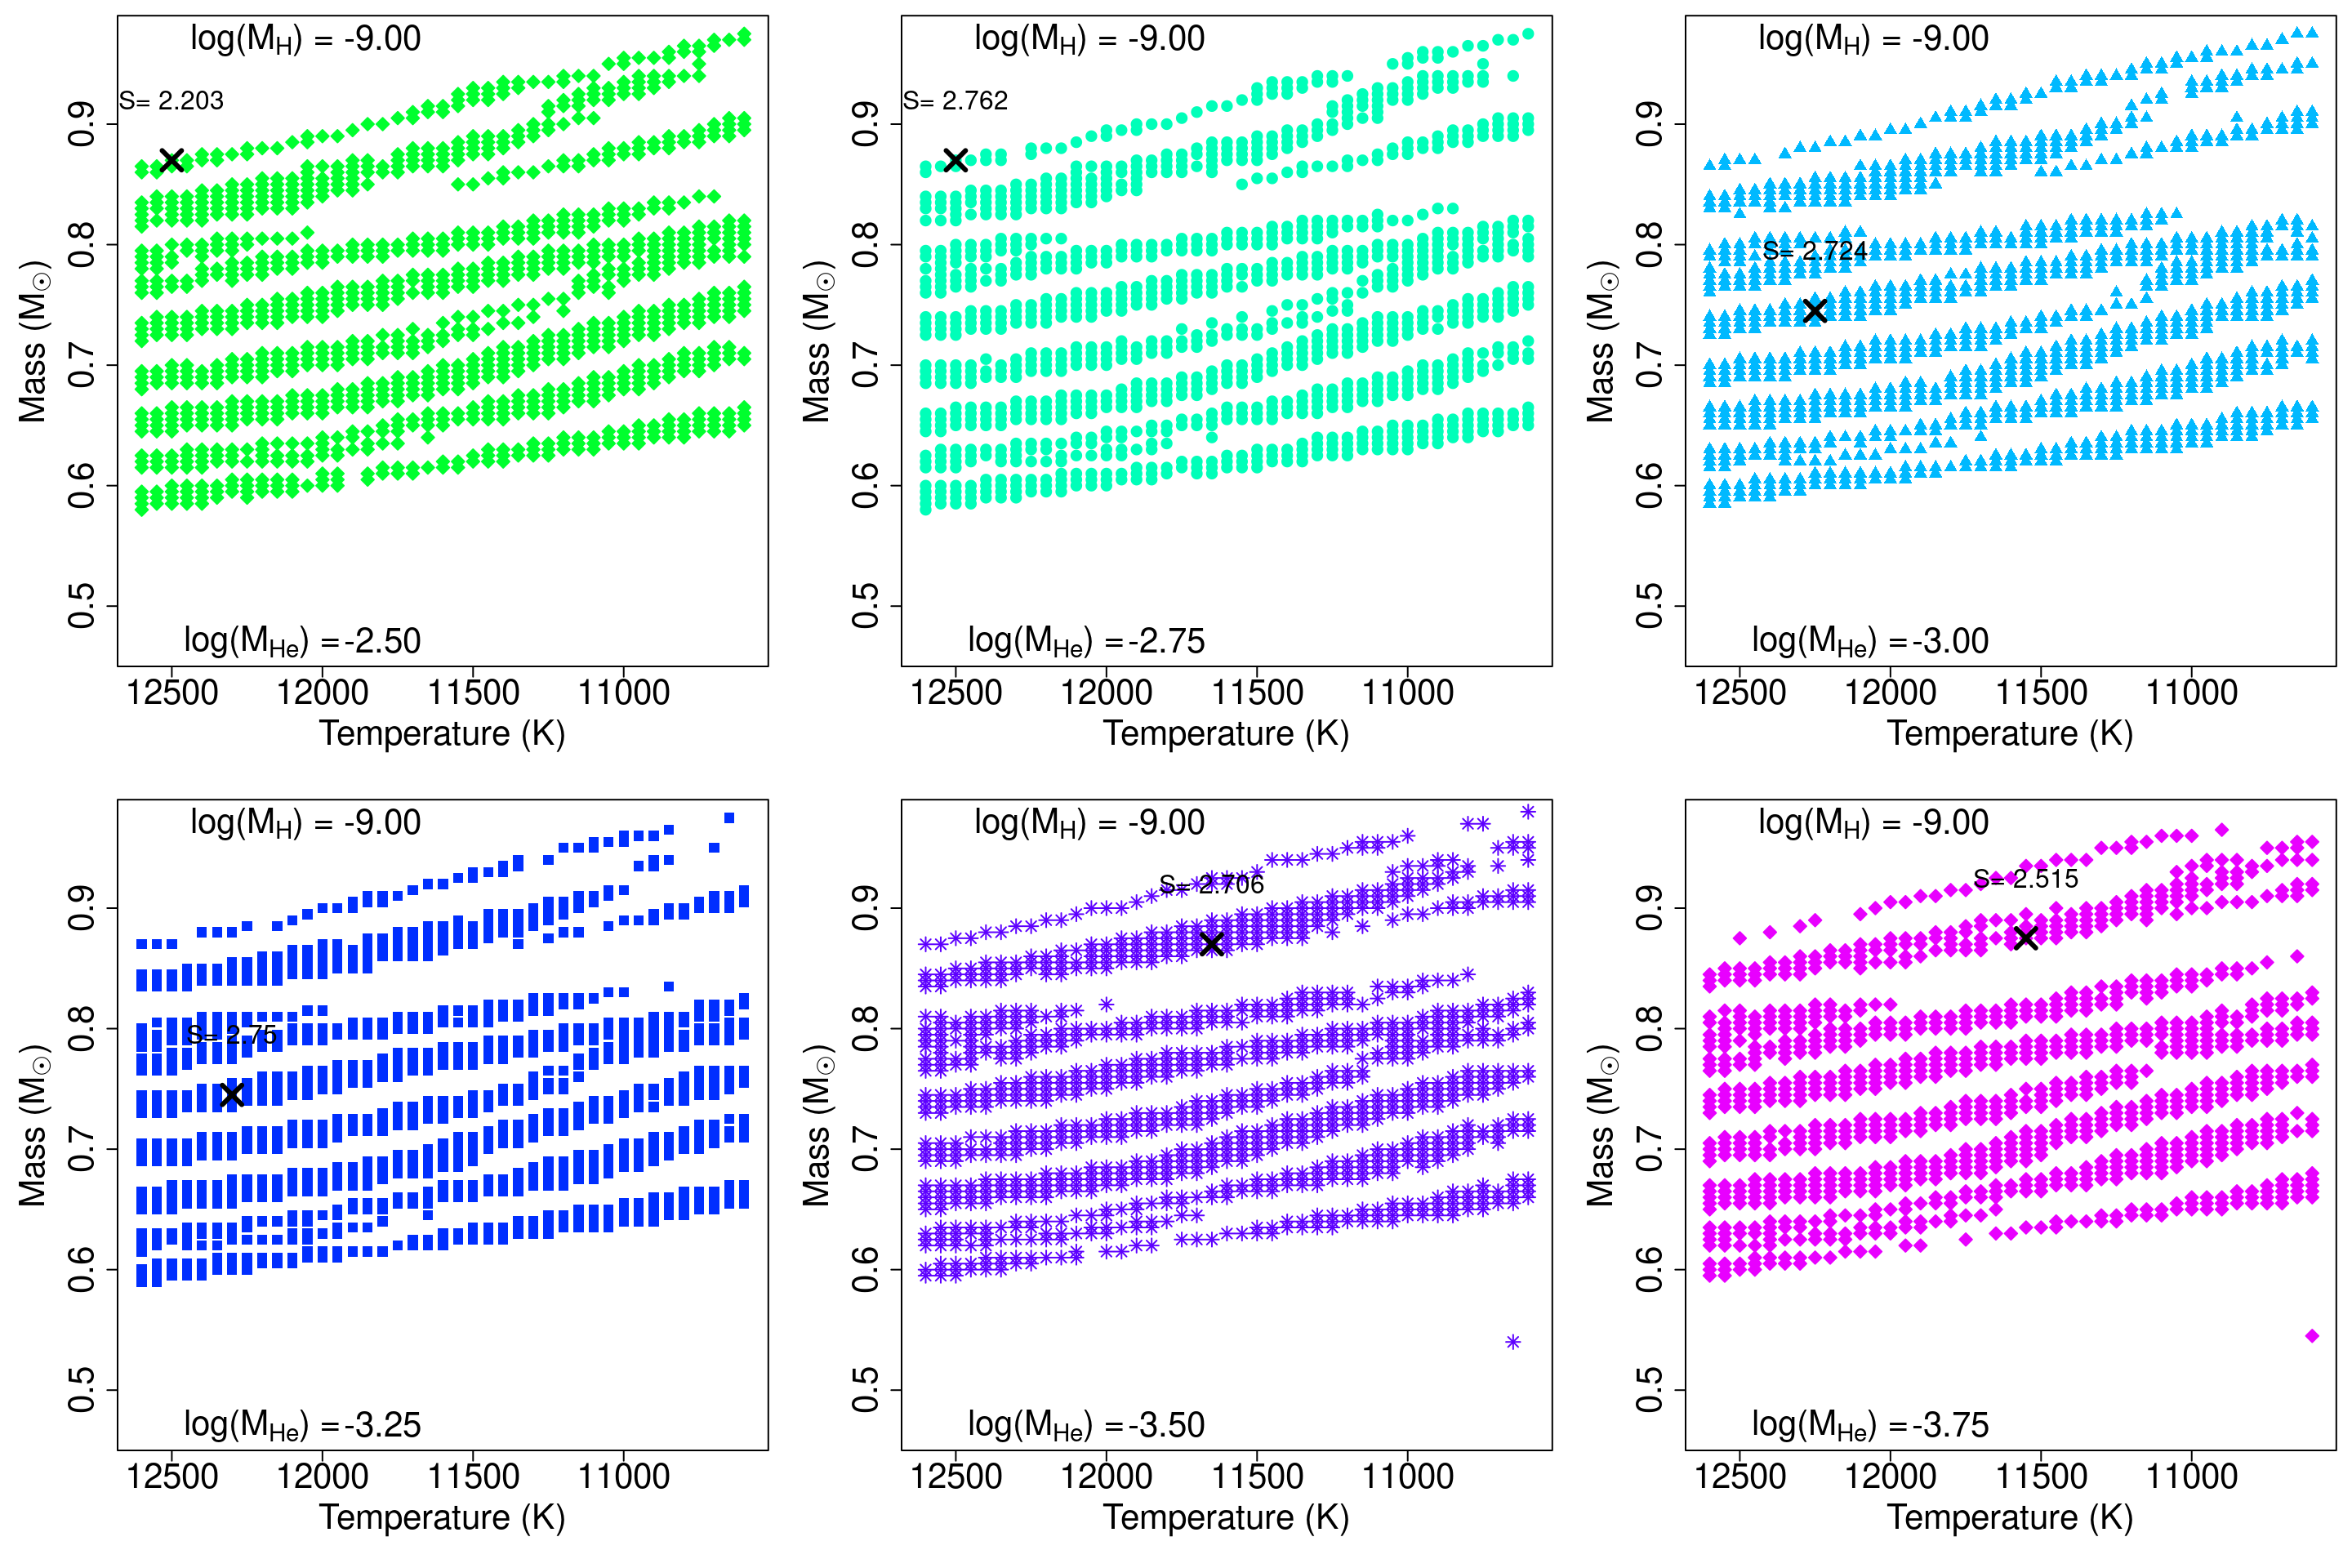 log(M_H) = -9.00
S= 2.203
0.9
0.8
0.7
0.6
0.5
Mass (M☉)
log(M_He) =-2.50
12500 12000 11500 11000
Temperature (K)
log(M_H) = -9.00
S= 2.762
0.9
0.8
0.7
0.6
0.5
Mass (M☉)
log(M_He) =-2.75
12500 12000 11500 11000
Temperature (K)
log(M_H) = -9.00
S= 2.724
0.9
0.8
0.7
0.6
0.5
Mass (M☉)
log(M_He) =-3.00
12500 12000 11500 11000
Temperature (K)
log(M_H) = -9.00
S= 2.75
0.9
0.8
0.7
0.6
0.5
Mass (M☉)
log(M_He) =-3.25
12500 12000 11500 11000
Temperature (K)
log(M_H) = -9.00
S= 2.706
0.9
0.8
0.7
0.6
0.5
Mass (M☉)
log(M_He) =-3.50
12500 12000 11500 11000
Temperature (K)
log(M_H) = -9.00
S= 2.515
0.9
0.8
0.7
0.6
0.5
Mass (M☉)
log(M_He) =-3.75
12500 12000 11500 11000
Temperature (K)